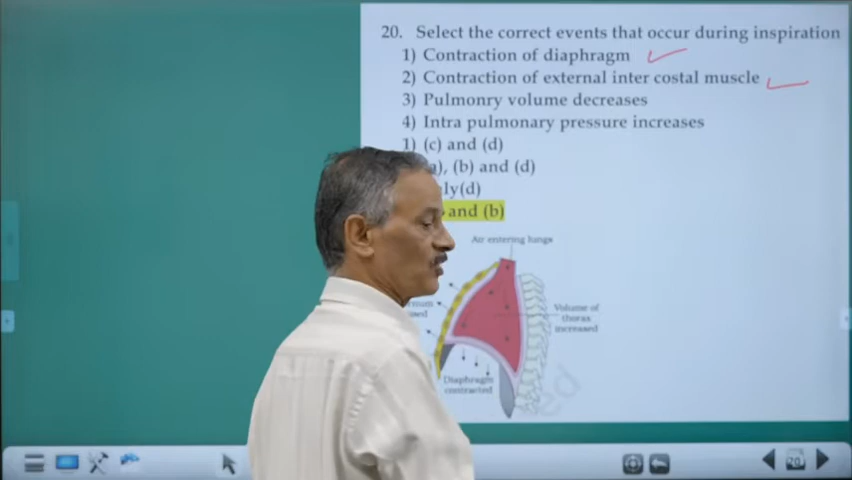 20. Select the correct events that occur during inspiration
1) Contraction of diaphragm
2) Contraction of external inter costal muscle
3) Pulmonry volume decreases
4) Intra pulmonary pressure increases
1) (c) and (d)
(b) and (d)
(d)
and (b)
Air entering lungs
Volume of
thorax
increased
Diaphragm
contracted
20